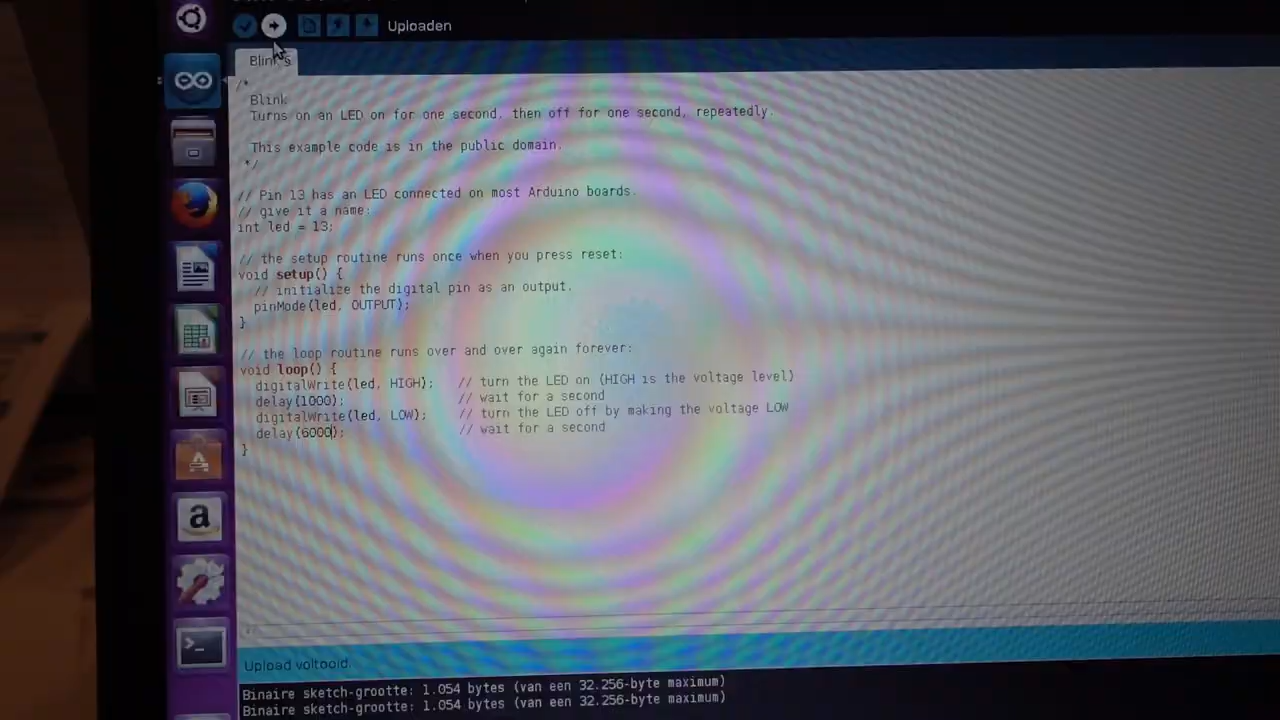 Uploaden
Blink §
/*
Blink
Turns on an LED on for one second, then off for one second, repeatedly.
This example code is in the public domain.
*/
// Pin 13 has an LED connected on most Arduino boards.
// give it a name:
int led = 13;
// the setup routine runs once when you press reset:
void setup() {
// initialize the digital pin as an output.
pinMode(led, OUTPUT);
}
// the loop routine runs over and over again forever:
void loop() {
digitalWrite(led, HIGH);   // turn the LED on (HIGH is the voltage level)
delay(1000);   // wait for a second
digitalWrite(led, LOW);   // turn the LED off by making the voltage LOW
delay(6000);   // wait for a second
}
Upload voltooid.
Binaire sketch-grootte: 1.054 bytes (van een 32.256-byte maximum)
Binaire sketch-grootte: 1.054 bytes (van een 32.256-byte maximum)